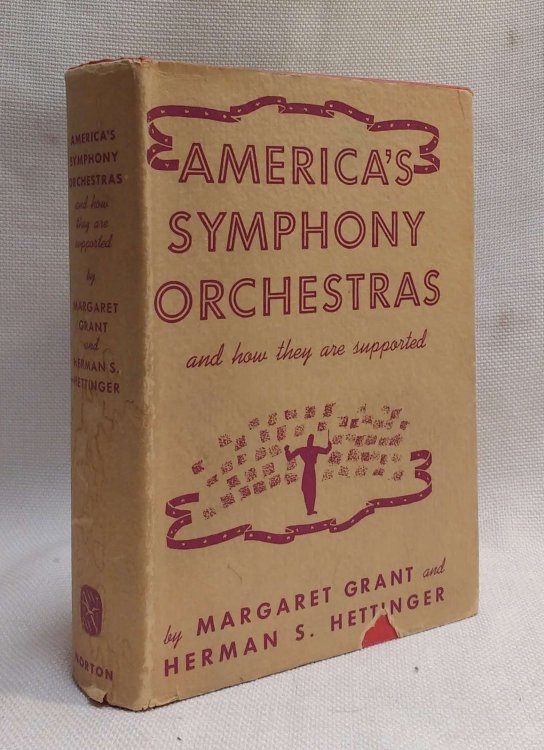 AMERICA'S
SYMPHONY
ORCHESTRAS
and how
they are
supported
by
MARGARET
GRANT
and
HERMAN S.
HETTINGER
NORTON
AMERICA'S
SYMPHONY
ORCHESTRAS
and how they are supported
by MARGARET GRANT and
HERMAN S. HETTINGER